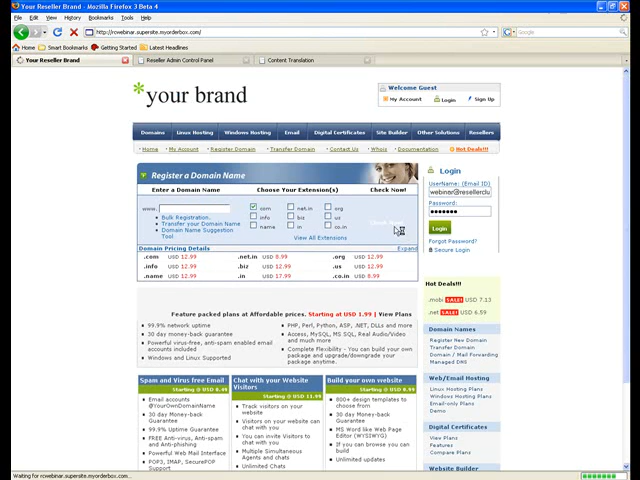 Your Reseller Brand - Mozilla Firefox 3 Beta 4
File Edit View History Bookmarks Tools Help
http://rcwebinar.supersite.myorderbox.com/
Google
Home Smart Bookmarks Getting Started Latest Headlines
Your Reseller Brand Reseller Admin Control Panel Content Translation
*your brand
Welcome Guest
My Account Login Sign Up
Domains Linux Hosting Windows Hosting Email Digital Certificates Site Builder Other Solutions Resellers
Home My Account Register Domain Transfer Domain Contact Us Whois Documentation Hot Deals!!!
Register a Domain Name
Enter a Domain Name Choose Your Extension(s) Check Now!
www.
com net.in org
info biz us
name in co.in
Bulk Registration.
Transfer your Domain Name
Domain Name Suggestion Tool
View All Extensions
Domain Pricing Details Expand
.com USD 12.99 .net.in USD 8.99 .org USD 12.99
.info USD 12.99 .biz USD 12.99 .us USD 12.99
.name USD 12.99 .in USD 17.99 .co.in USD 8.99
Login
UserName: (Email ID)
webinar@resellerclu
Password:
Login
Forgot Password?
Secure Login
Hot Deals!!!
.mobi SALE! USD 7.13
.net SALE! USD 6.59
Feature packed plans at Affordable prices. Starting at USD 1.99 | View Plans
99.9% network uptime
30 day money-back guarantee
Powerful virus-free, anti-spam enabled email accounts included
Windows and Linux Supported
PHP, Perl, Python, ASP, .NET, DLLs and more
Access, MySQL, MS SQL, Real Audio/Video and much more
Complete Flexibility - You can build your own package and upgrade/downgrade your package anytime.
Domain Names
Register New Domain
Transfer Domain
Domain / Mail Forwarding
Managed DNS
Web/Email Hosting
Linux Hosting Plans
Windows Hosting Plans
Email-only Plans
Demo
Digital Certificates
View Plans
Features
Compare Plans
Website Builder
Spam and Virus free Email
Email accounts @YourOwnDomainName
30 day Money-back Guarantee
99.9% Uptime Guarantee
FREE Anti-virus, Anti-spam and Anti-phishing
Powerful Web Mail Interface
POP3, IMAP, SecurePOP Support
Chat with your Website Visitors
Starting @ USD 11.99
Track visitors on your website
Visitors on your website can chat with you
You can invite Visitors to chat with you
Multiple Simultaneous Agents and chats
Unlimited Chats
Build your own website
800+ design templates to choose from
30 day Money-back Guarantee
MS Word like Web Page Editor (WYSIWYG)
If you can browse you can build
Unlimited updates
Waiting for rcwebinar.supersite.myorderbox.com...